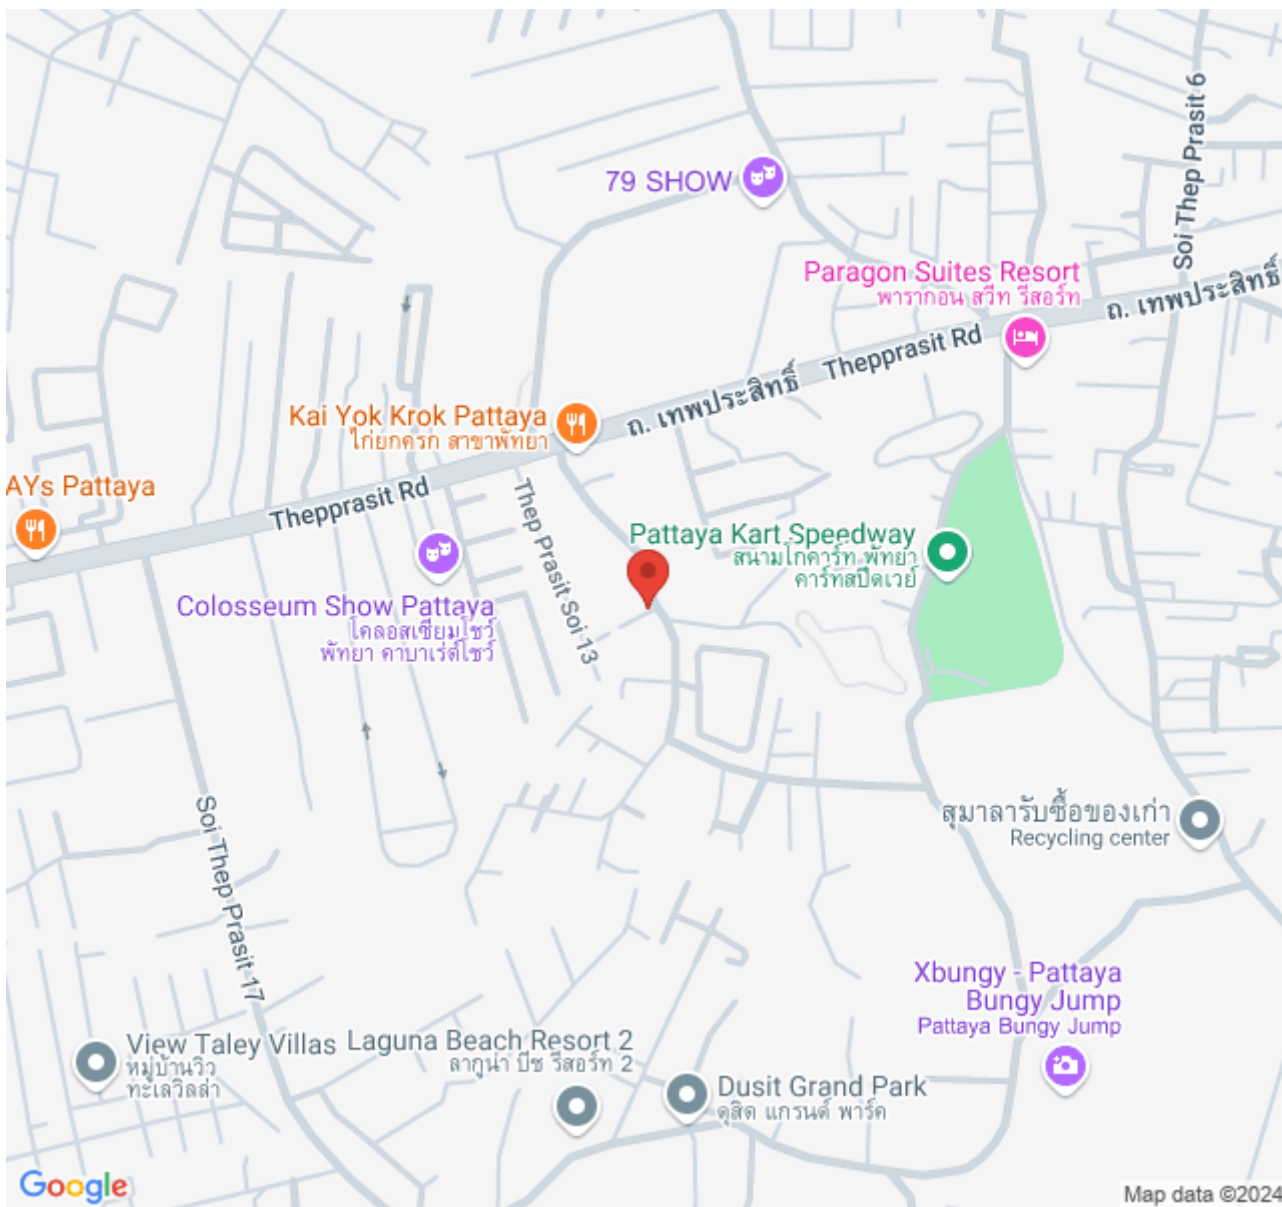 Soi Thep Prasit 6
79 SHOW
Paragon Suites Resort
พารากอน สวีท รีสอร์ท
ถ. เทพประสิทธิ์
Thepprasit Rd
ถ. เทพประสิทธิ์
Kai Yok Krok Pattaya
ไก่ยกครก สาขาพัทยา
AYs Pattaya
Thepprasit Rd
Thep Prasit Soi 13
Pattaya Kart Speedway
สนามโกคาร์ท พัทยา
คาร์ทสปีดเวย์
Colosseum Show Pattaya
โคลอสเซียมโชว์
พัทยา คาบาเร่ต์โชว์
Soi Thep Prasit 17
สุมาลารับซื้อของเก่า
Recycling center
Xbungy - Pattaya
Bungy Jump
Pattaya Bungy Jump
View Taley Villas
หมู่บ้านวิว
ทะเลวิลล่า
Laguna Beach Resort 2
ลากูน่า บีช รีสอร์ท 2
Dusit Grand Park
ดุสิต แกรนด์ พาร์ค
Google
Map data ©2024